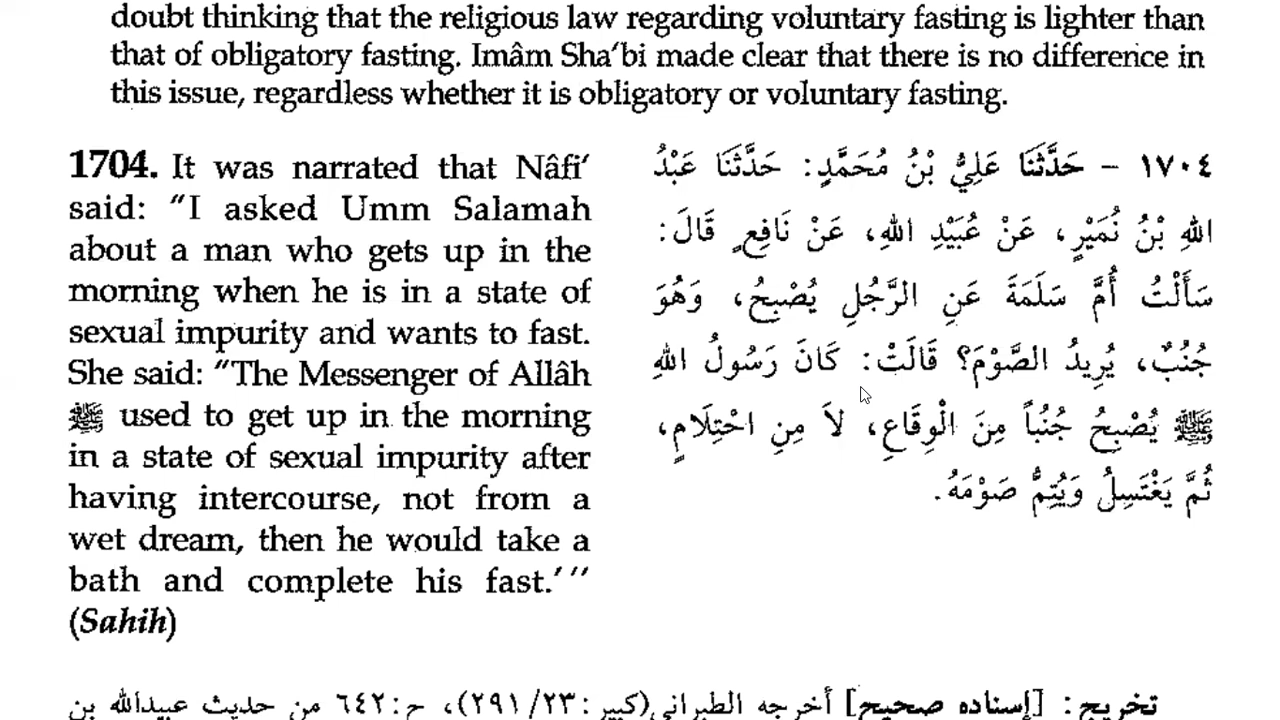 doubt thinking that the religious law regarding voluntary fasting is lighter than
that of obligatory fasting. Imâm Sha‘bi made clear that there is no difference in
this issue, regardless whether it is obligatory or voluntary fasting.
1704. It was narrated that Nâfi‘
said: “I asked Umm Salamah
about a man who gets up in the
morning when he is in a state of
sexual impurity and wants to fast.
She said: “The Messenger of Allâh
ﷺ used to get up in the morning
in a state of sexual impurity after
having intercourse, not from a
wet dream, then he would take a
bath and complete his fast.’”
(Sahih)
١٧٠٤ – حَدَّثَنَا عَلِيُّ بْنُ مُحَمَّدٍ: حَدَّثَنَا عَبْدُ
اللهِ بْنُ نُمَيْرٍ، عَنْ عُبَيْدِ اللهِ، عَنْ نَافِعٍ قَالَ:
سَأَلْتُ أُمَّ سَلَمَةَ عَنِ الرَّجُلِ يُصْبِحُ، وَهُوَ
جُنُبٌ، يُرِيدُ الصَّوْمَ؟ قَالَتْ: كَانَ رَسُولُ اللهِ
ﷺ يُصْبِحُ جُنُباً مِنَ الْوِقَاعِ، لاَ مِنِ احْتِلَامٍ،
ثُمَّ يَغْتَسِلُ وَيُتِمُّ صَوْمَهُ.
تخريج: [إسناده صحيح] أخرجه الطبراني(كبير: ٢٩١/٢٣)، ح:٦٤٢ من حديث عبيدالله بن